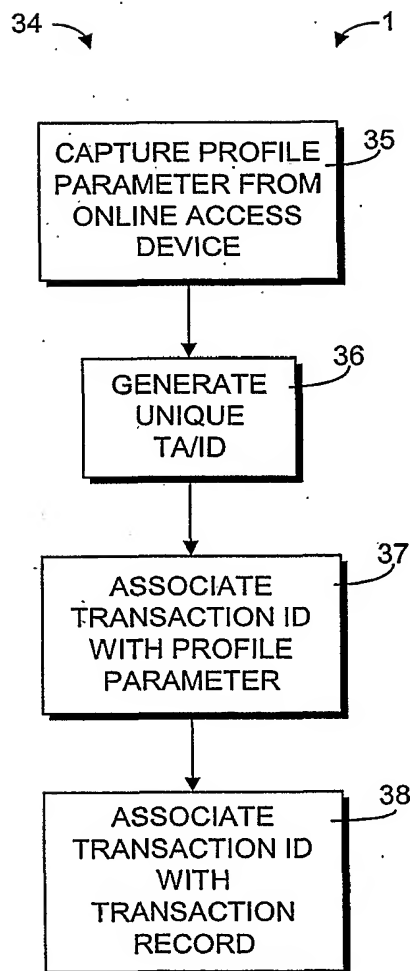 34 1
35
CAPTURE PROFILE
PARAMETER FROM
ONLINE ACCESS
DEVICE
36
GENERATE
UNIQUE
TA/ID
37
ASSOCIATE
TRANSACTION ID
WITH PROFILE
PARAMETER
38
ASSOCIATE
TRANSACTION ID
WITH
TRANSACTION
RECORD